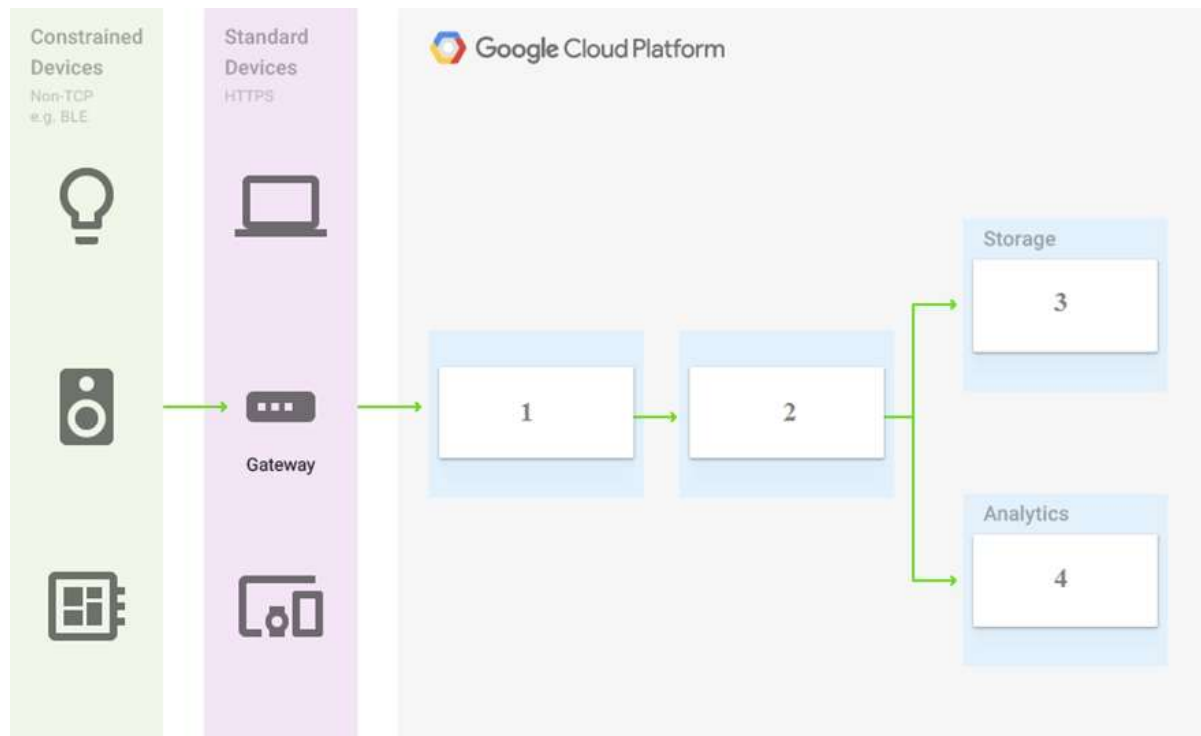 Constrained
Devices
Non-TCP
e.g. BLE
Standard
Devices
HTTPS
Google Cloud Platform
Gateway
1
2
Storage
3
Analytics
4